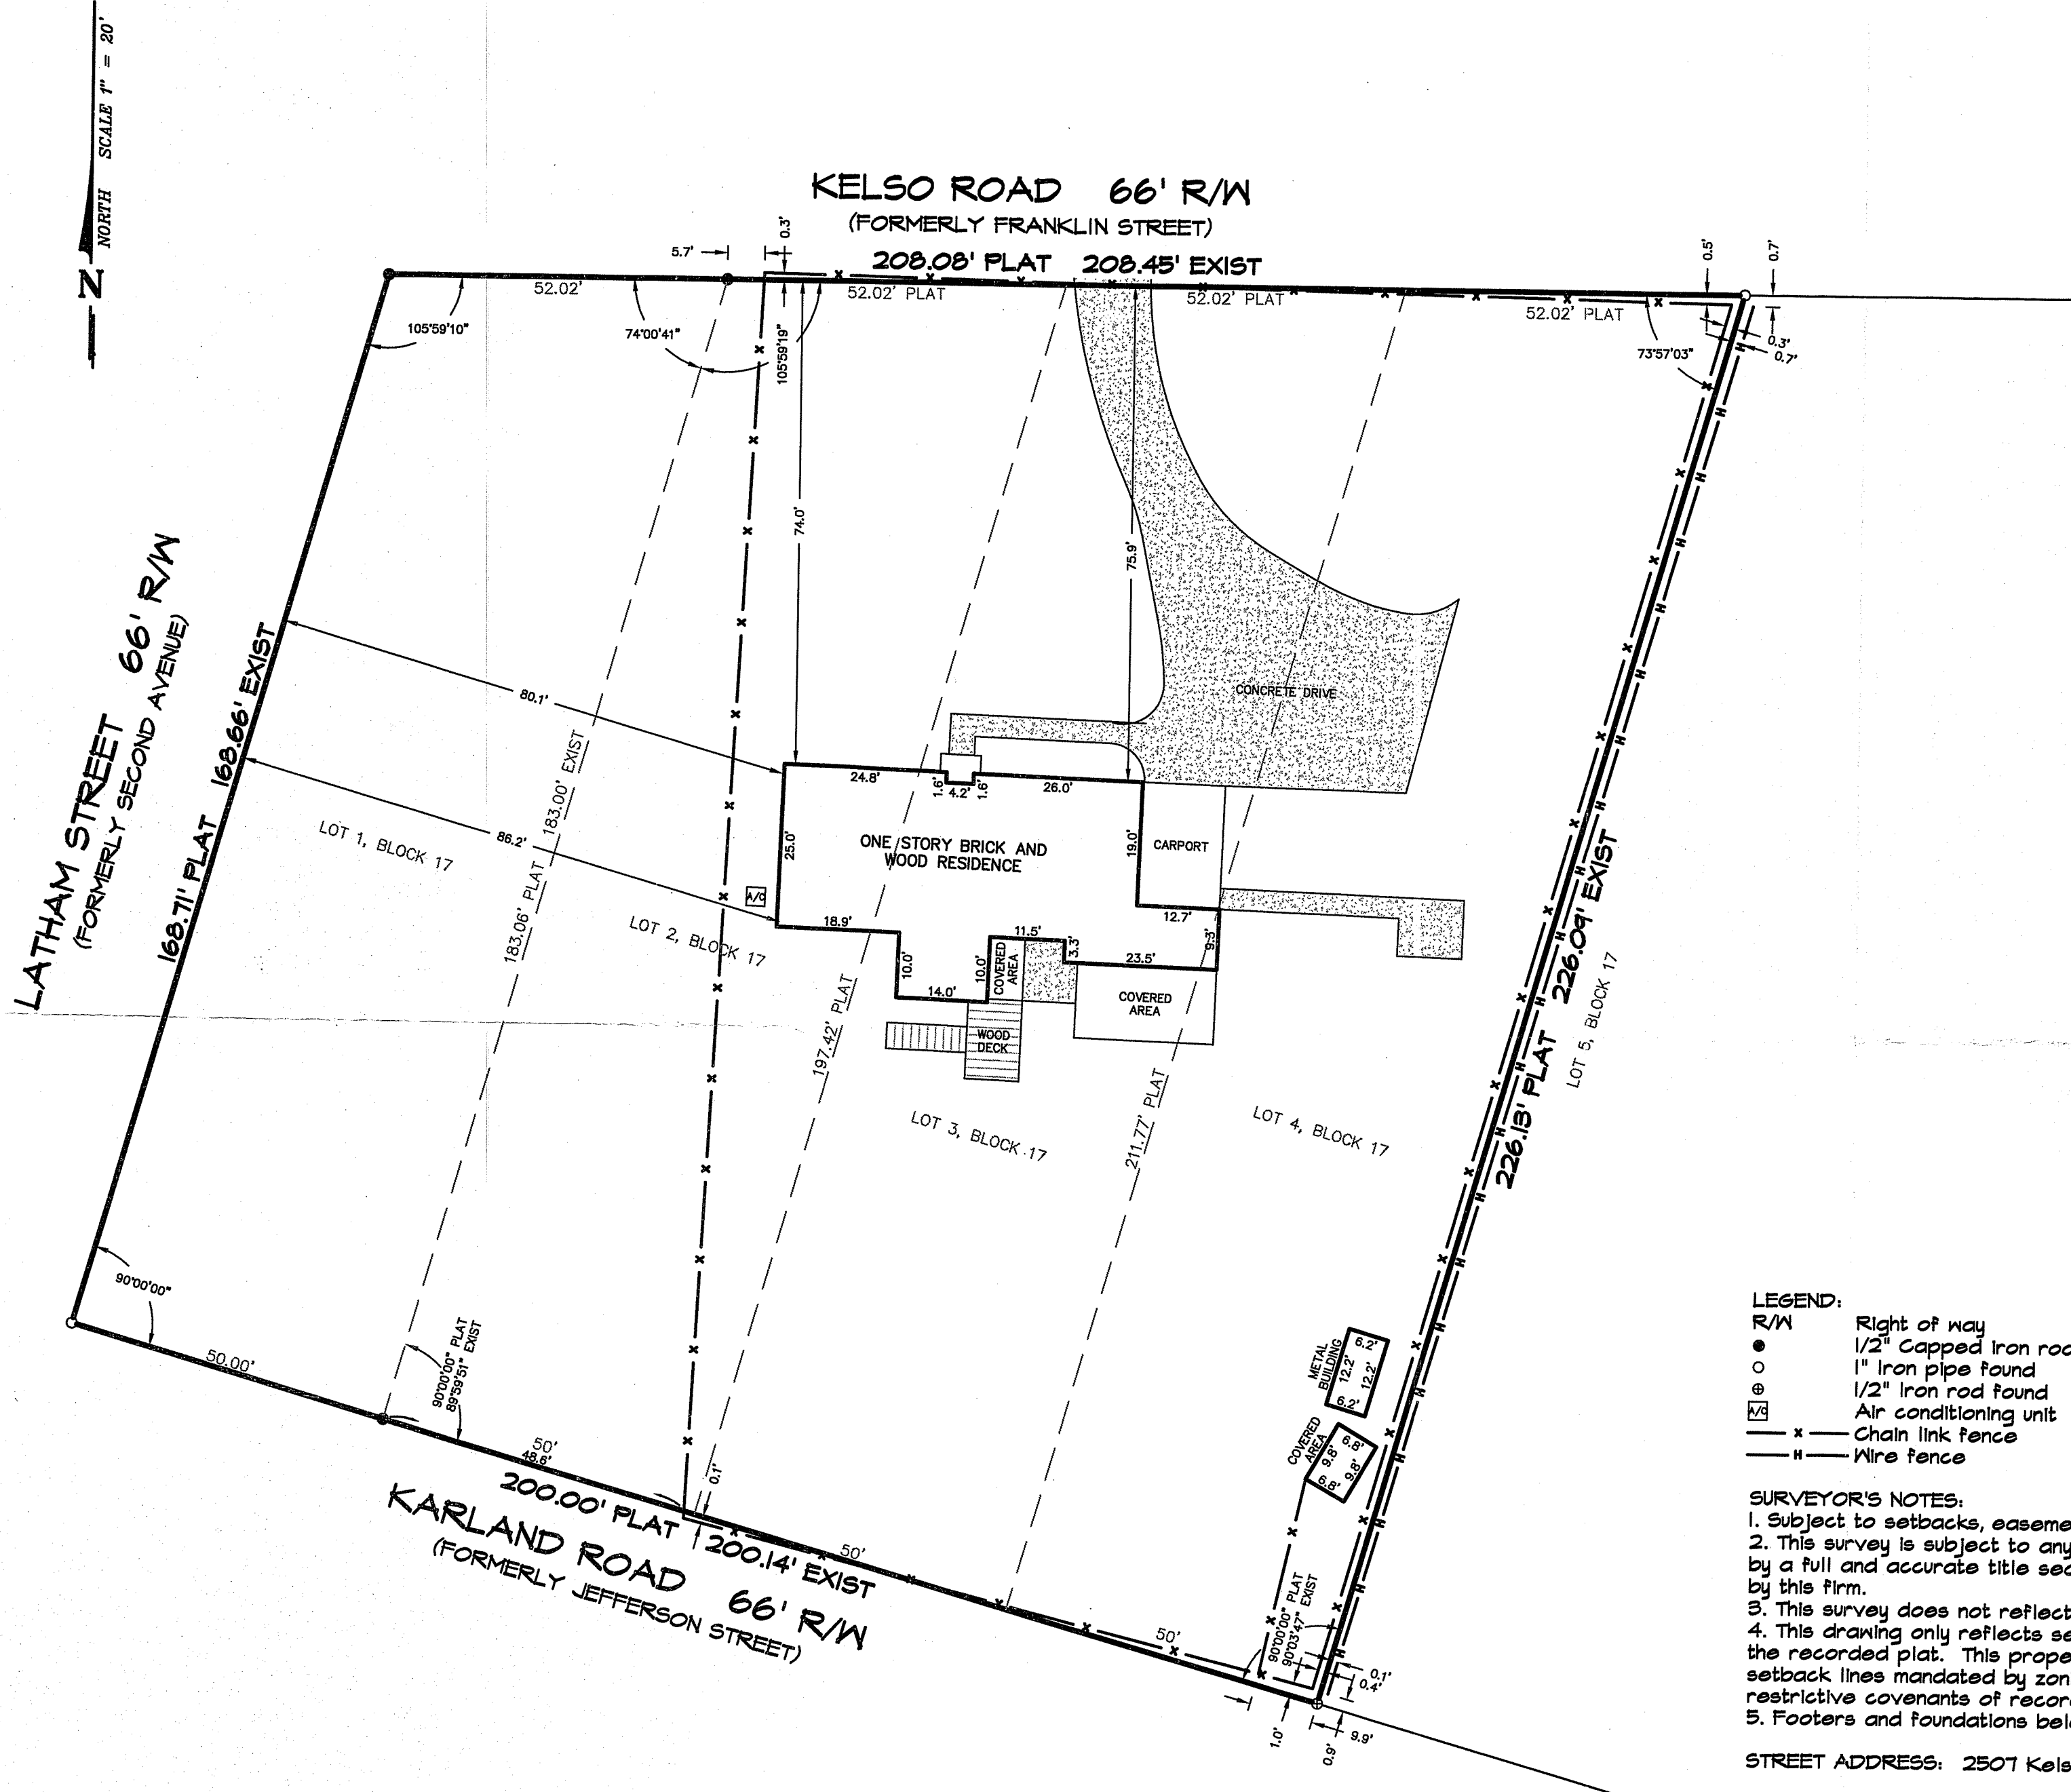 NORTH SCALE 1" = 20'
N
KELSO ROAD 66' R/W
(FORMERLY FRANKLIN STREET)
208.08' PLAT 208.45' EXIST
5.7'
0.3'
0.5'
0.7'
52.02'
52.02' PLAT
52.02' PLAT
52.02' PLAT
105°59'10"
74°00'41"
105°59'19"
73°57'03"
0.3'
0.7'
74.0'
75.9'
LATHAM STREET 66' R/W
(FORMERLY SECOND AVENUE)
168.71' PLAT 168.66' EXIST
80.1'
86.2'
183.06' PLAT 183.00' EXIST
LOT 1, BLOCK 17
LOT 2, BLOCK 17
CONCRETE DRIVE
24.8'
1.6'
4.2'
1.6'
26.0'
25.0'
ONE STORY BRICK AND
WOOD RESIDENCE
19.0'
CARPORT
A/C
18.9'
11.5'
12.7'
9.3'
10.0'
10.0'
COVERED
AREA
3.3'
23.5'
14.0'
COVERED
AREA
WOOD
DECK
197.42' PLAT
211.77' PLAT
LOT 3, BLOCK 17
LOT 4, BLOCK 17
226.13' PLAT 226.09' EXIST
LOT 5, BLOCK 17
90°00'00"
50.00'
90°00'00" PLAT
89°59'51" EXIST
50'
48.6'
0.1'
200.00' PLAT 200.14' EXIST
KARLAND ROAD 66' R/W
(FORMERLY JEFFERSON STREET)
50'
50'
METAL
BUILDING
6.2'
12.2'
12.2'
6.2'
COVERED
AREA
6.8'
9.8'
9.8'
6.8'
90°00'00" PLAT
90°03'47" EXIST
0.1'
0.4'
1.0'
0.9'
9.9'
LEGEND:
R/W Right of way
1/2" Capped iron roc
1" Iron pipe found
1/2" Iron rod found
A/C Air conditioning unit
x Chain link fence
H Wire fence
SURVEYOR'S NOTES:
1. Subject to setbacks, easeme
2. This survey is subject to any
by a full and accurate title sea
by this firm.
3. This survey does not reflect
4. This drawing only reflects se
the recorded plat. This prope
setback lines mandated by zon
restrictive covenants of recor
5. Footers and foundations bel
STREET ADDRESS: 2507 Kels